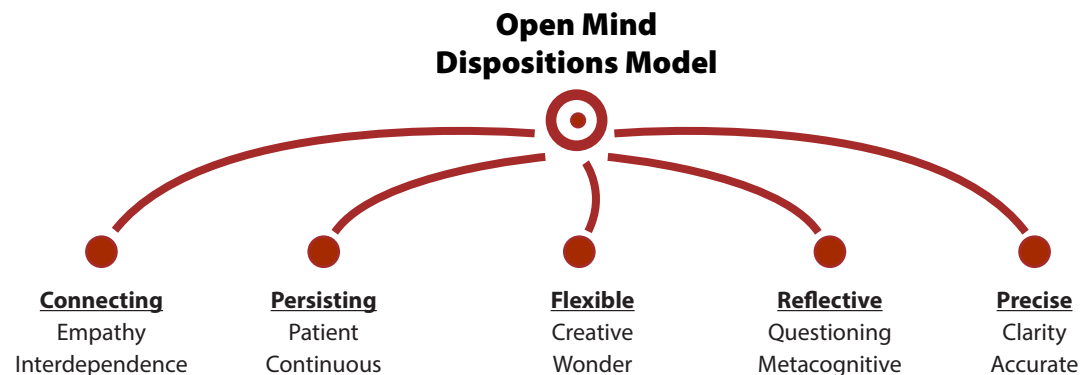 Open Mind
Dispositions Model
Connecting
Empathy
Interdependence
Persisting
Patient
Continuous
Flexible
Creative
Wonder
Reflective
Questioning
Metacognitive
Precise
Clarity
Accurate